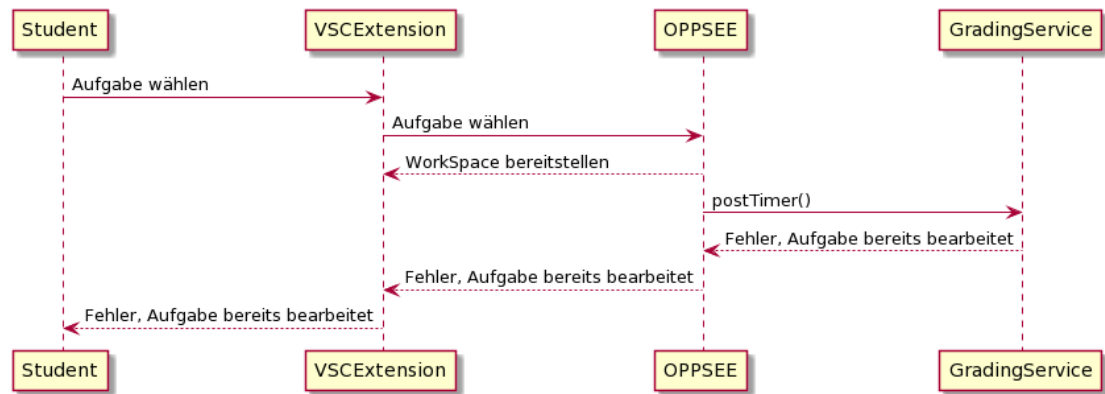 Student VSCExtension OPPSEE GradingService
Aufgabe wählen
Aufgabe wählen
WorkSpace bereitstellen
postTimer()
Fehler, Aufgabe bereits bearbeitet
Fehler, Aufgabe bereits bearbeitet
Fehler, Aufgabe bereits bearbeitet
Student VSCExtension OPPSEE GradingService